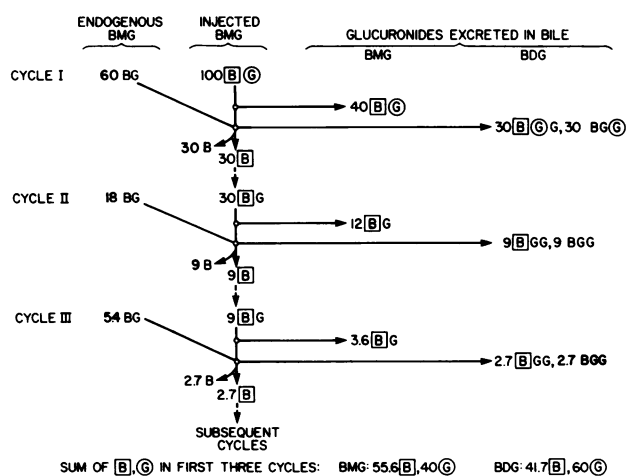 ENDOGENOUS BMG INJECTED BMG GLUCURONIDES EXCRETED IN BILE
BMG BDG
CYCLE I 60 BG 100 B G
40 B G
30 B G G, 30 BG G
30 B
30 B
CYCLE II 18 BG 30 B G
12 B G
9 B GG, 9 BGG
9 B
9 B
CYCLE III 5.4 BG 9 B G
3.6 B G
2.7 B GG, 2.7 BGG
2.7 B
2.7 B
SUBSEQUENT
CYCLES
SUM OF B, G IN FIRST THREE CYCLES: BMG: 55.6 B, 40 G BDG: 41.7 B, 60 G